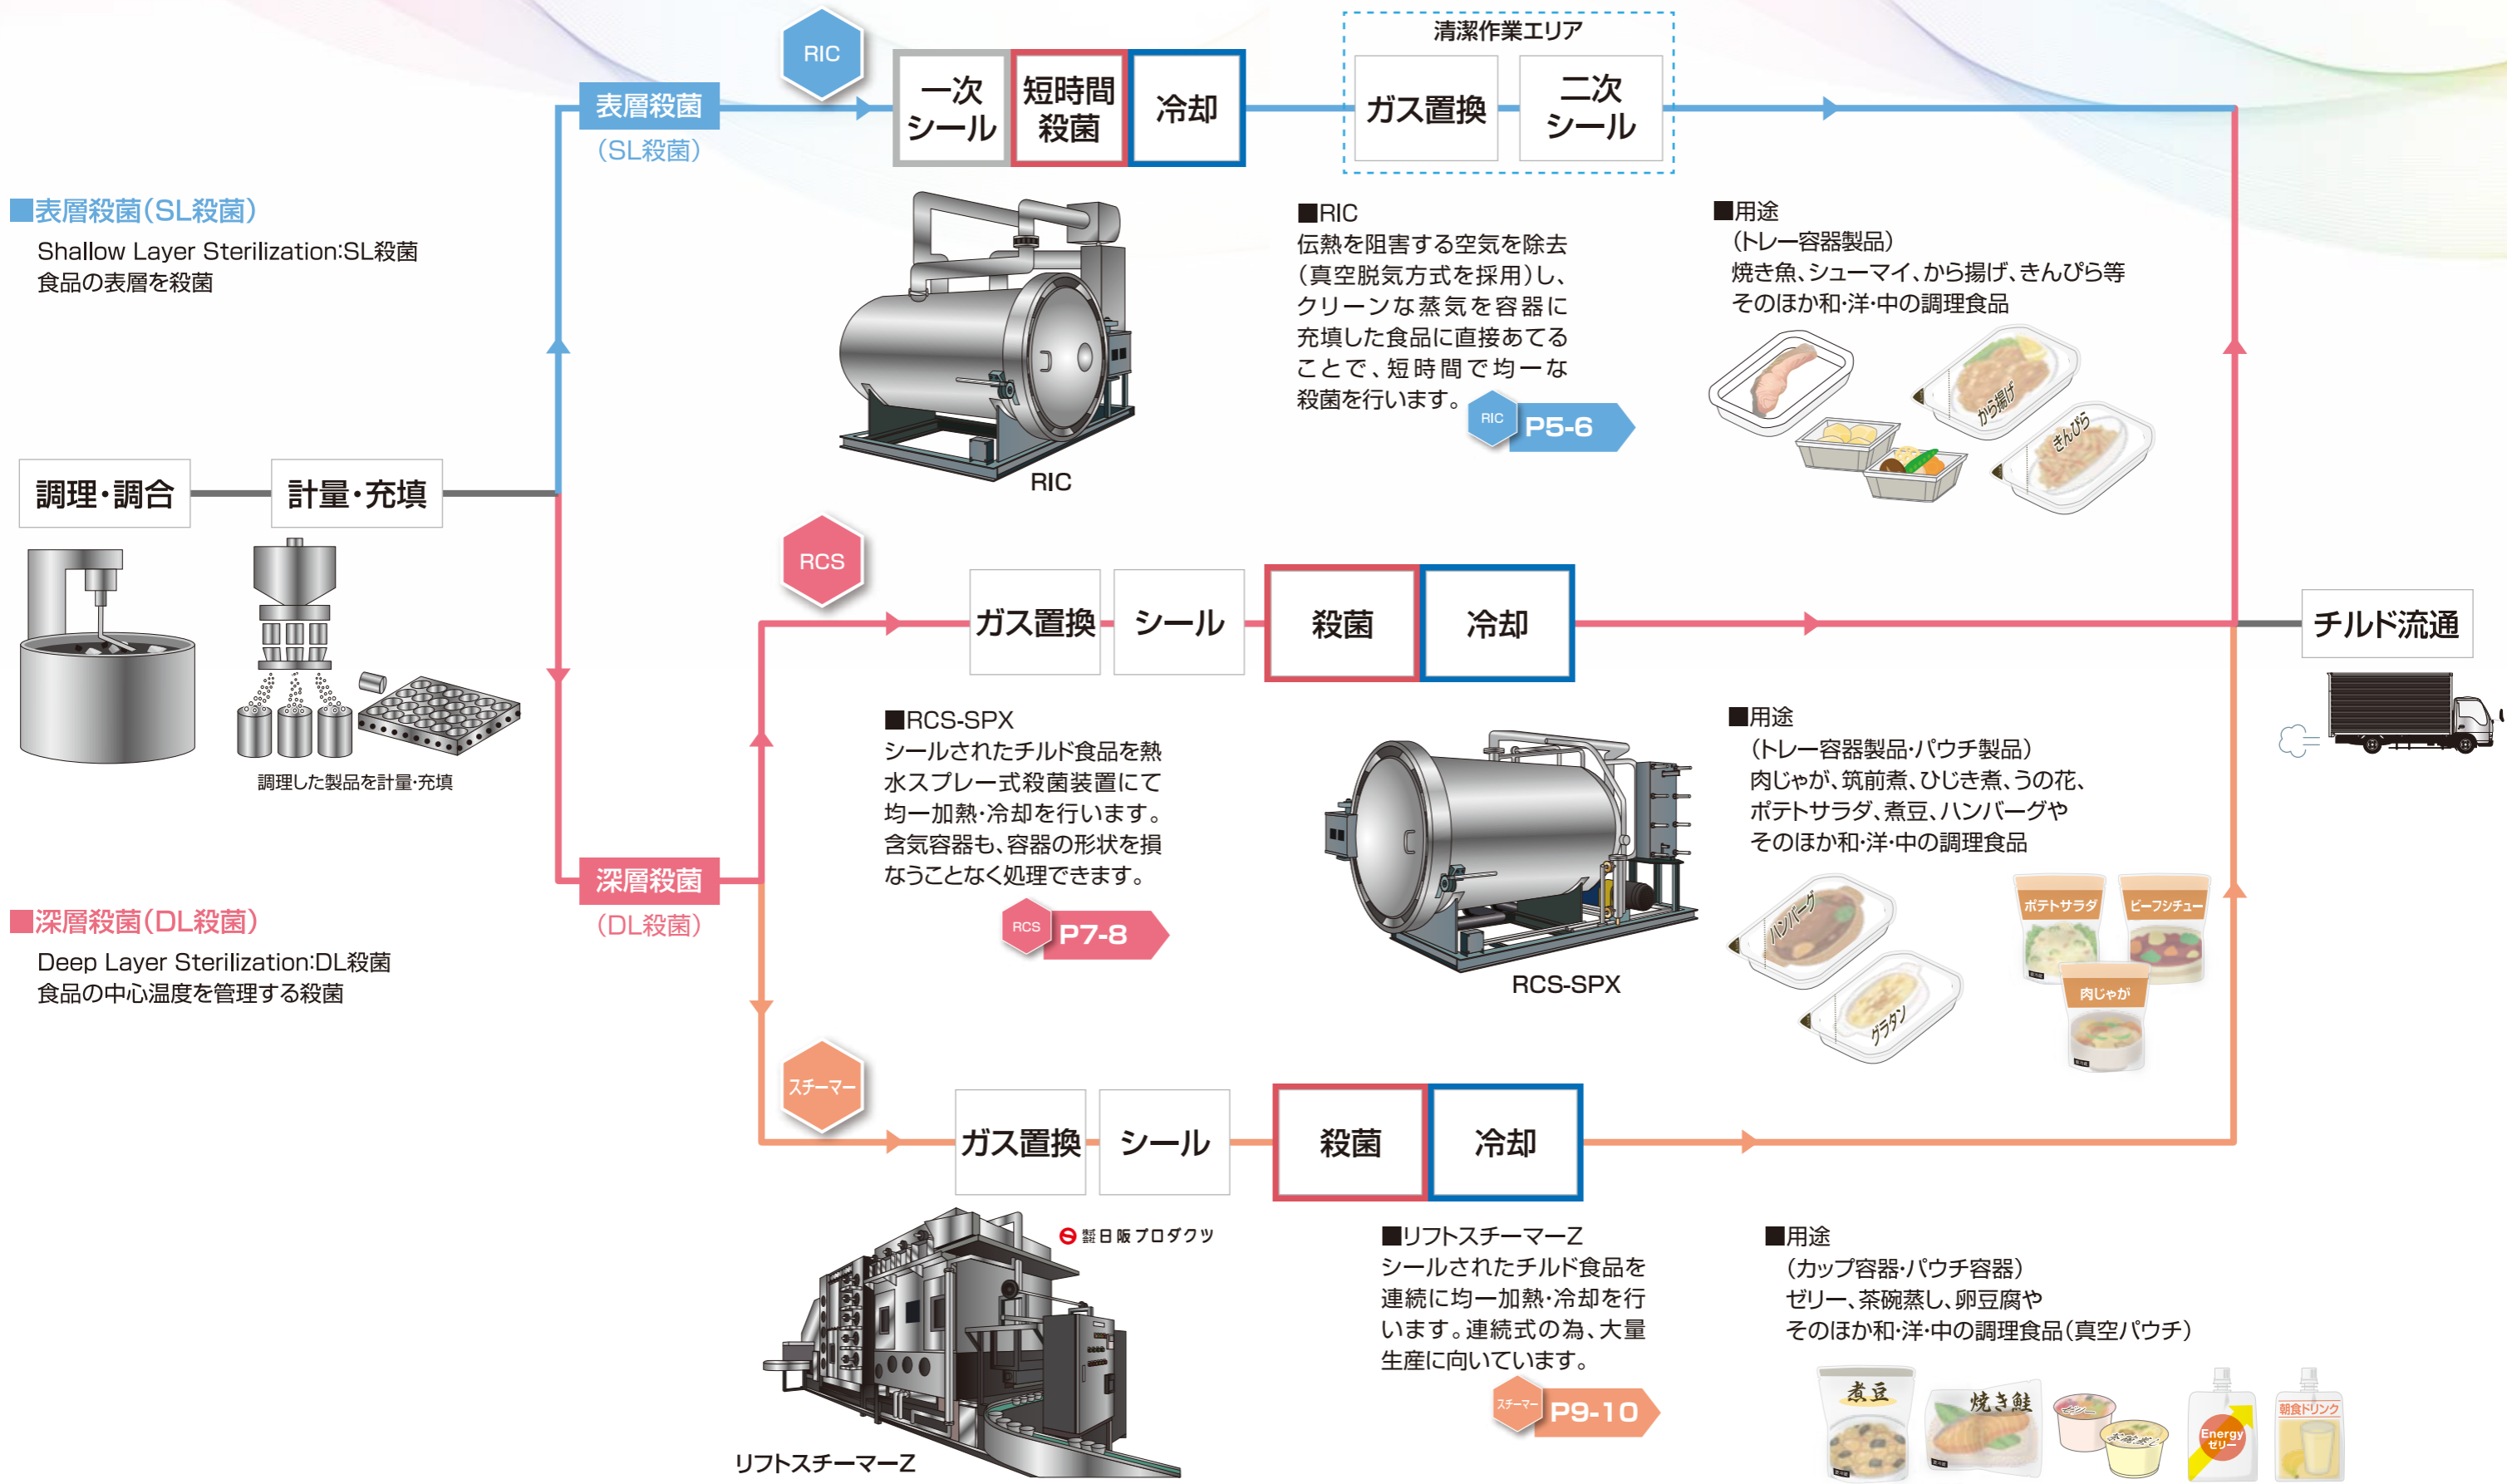 RIC
表層殺菌
(SL殺菌)
一次
シール
短時間
殺菌
冷却
清潔作業エリア
ガス置換
二次
シール
■表層殺菌(SL殺菌)
Shallow Layer Sterilization:SL殺菌
食品の表層を殺菌
RIC
■RIC
伝熱を阻害する空気を除去
(真空脱気方式を採用)し、
クリーンな蒸気を容器に
充填した食品に直接あてる
ことで、短時間で均一な
殺菌を行います。
RIC
P5-6
■用途
(トレー容器製品)
焼き魚、シューマイ、から揚げ、きんぴら等
そのほか和・洋・中の調理食品
から揚げ
きんぴら
調理・調合
計量・充填
調理した製品を計量・充填
RCS
ガス置換
シール
殺菌
冷却
チルド流通
■RCS-SPX
シールされたチルド食品を熱
水スプレー式殺菌装置にて
均一加熱・冷却を行います。
含気容器も、容器の形状を損
なうことなく処理できます。
RCS
P7-8
RCS-SPX
■用途
(トレー容器製品・パウチ製品)
肉じゃが、筑前煮、ひじき煮、うの花、
ポテトサラダ、煮豆、ハンバーグや
そのほか和・洋・中の調理食品
ハンバーグ
グラタン
ポテトサラダ
ビーフシチュー
肉じゃが
深層殺菌
(DL殺菌)
■深層殺菌(DL殺菌)
Deep Layer Sterilization:DL殺菌
食品の中心温度を管理する殺菌
スチーマー
ガス置換
シール
殺菌
冷却
株式会社日阪プロダクツ
リフトスチーマーZ
■リフトスチーマーZ
シールされたチルド食品を
連続に均一加熱・冷却を行
います。連続式の為、大量
生産に向いています。
スチーマー
P9-10
■用途
(カップ容器・パウチ容器)
ゼリー、茶碗蒸し、卵豆腐や
そのほか和・洋・中の調理食品(真空パウチ)
煮豆
焼き鮭
ゼリー
茶碗蒸し
Energy
ゼリー
朝食ドリンク